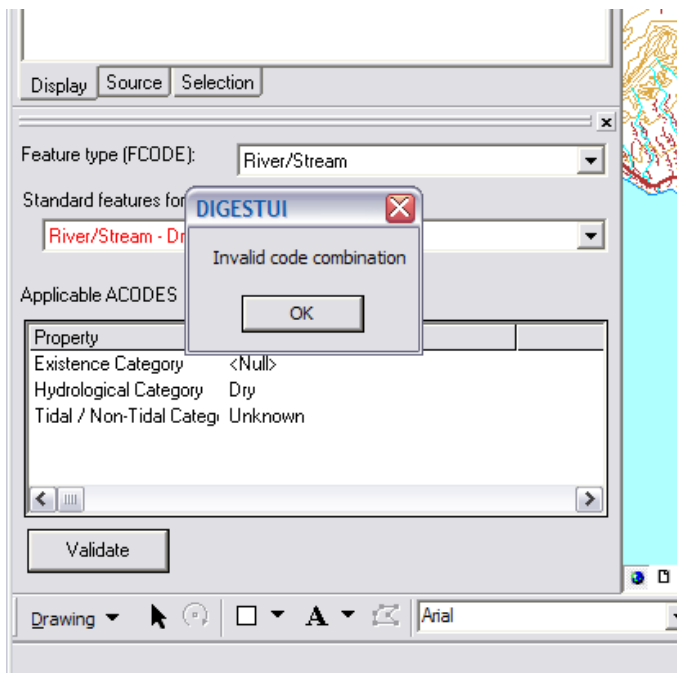 Display Source Selection
Feature type (FCODE): River/Stream
Standard features for
DIGESTUI
River/Stream - Dr
Invalid code combination
OK
Applicable ACODES
Property
Existence Category <Null>
Hydrological Category Dry
Tidal / Non-Tidal Categ Unknown
Validate
Drawing A Arial